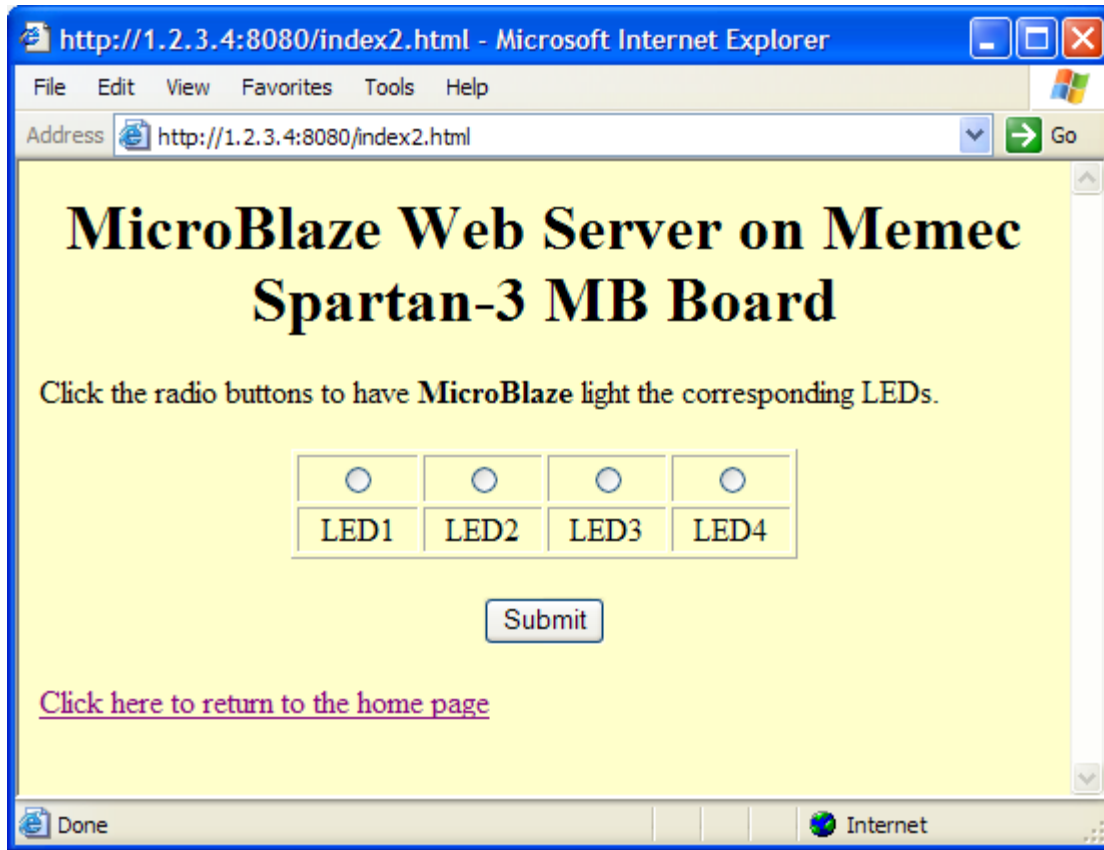 http://1.2.3.4:8080/index2.html - Microsoft Internet Explorer
File Edit View Favorites Tools Help
Address http://1.2.3.4:8080/index2.html Go
MicroBlaze Web Server on Memec
Spartan-3 MB Board
Click the radio buttons to have MicroBlaze light the corresponding LEDs.
LED1 LED2 LED3 LED4
Submit
Click here to return to the home page
Done Internet